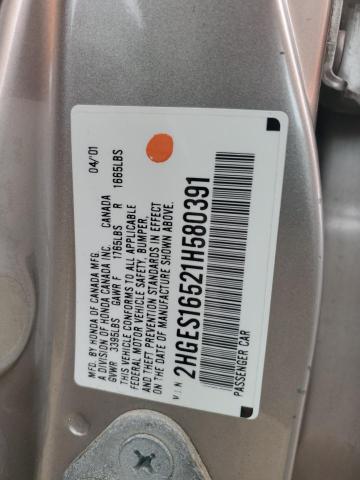 MFD. BY HONDA OF CANADA MFG.
A DIVISION OF HONDA CANADA INC. CANADA 04/'01
GVWR 3395LBS GAWR F 1765LBS R 1665LBS
THIS VEHICLE CONFORMS TO ALL APPLICABLE
FEDERAL MOTOR VEHICLE SAFETY, BUMPER,
AND THEFT PREVENTION STANDARDS IN EFFECT
ON THE DATE OF MANUFACTURE SHOWN ABOVE.
V.I.N 2HGES16521H580391
PASSENGER CAR